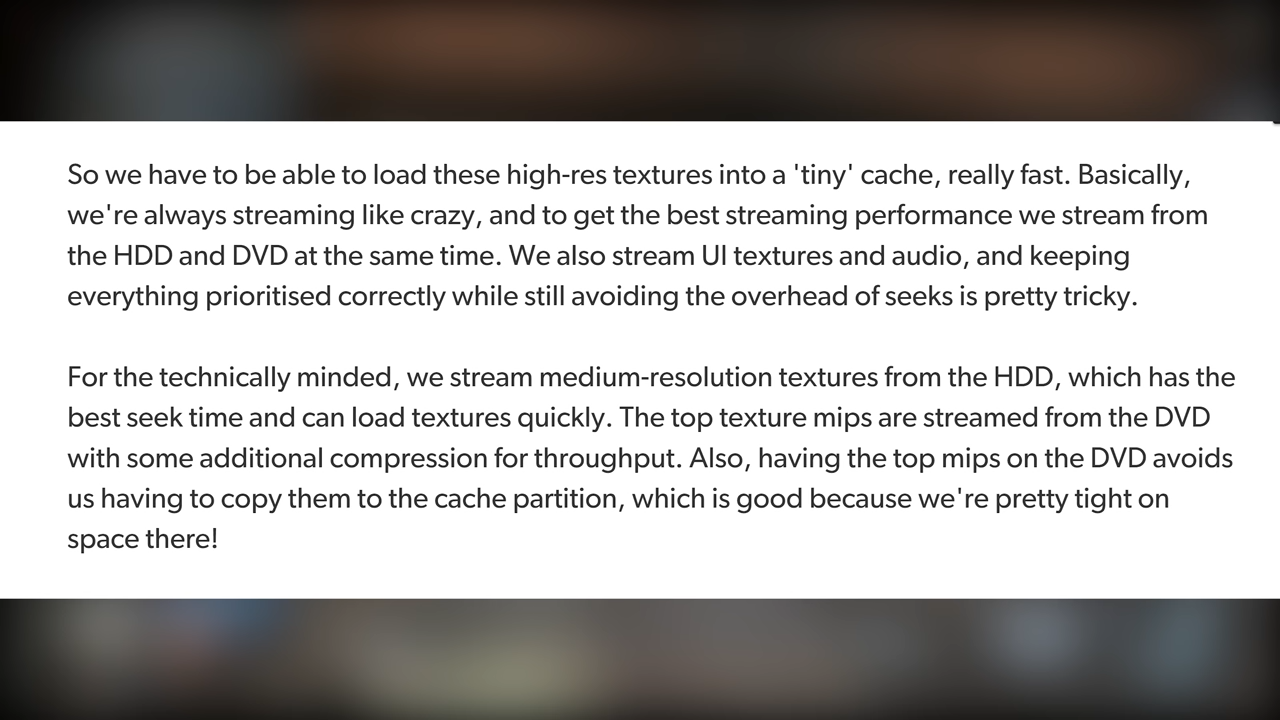 So we have to be able to load these high-res textures into a 'tiny' cache, really fast. Basically,
we're always streaming like crazy, and to get the best streaming performance we stream from
the HDD and DVD at the same time. We also stream UI textures and audio, and keeping
everything prioritised correctly while still avoiding the overhead of seeks is pretty tricky.
For the technically minded, we stream medium-resolution textures from the HDD, which has the
best seek time and can load textures quickly. The top texture mips are streamed from the DVD
with some additional compression for throughput. Also, having the top mips on the DVD avoids
us having to copy them to the cache partition, which is good because we're pretty tight on
space there!